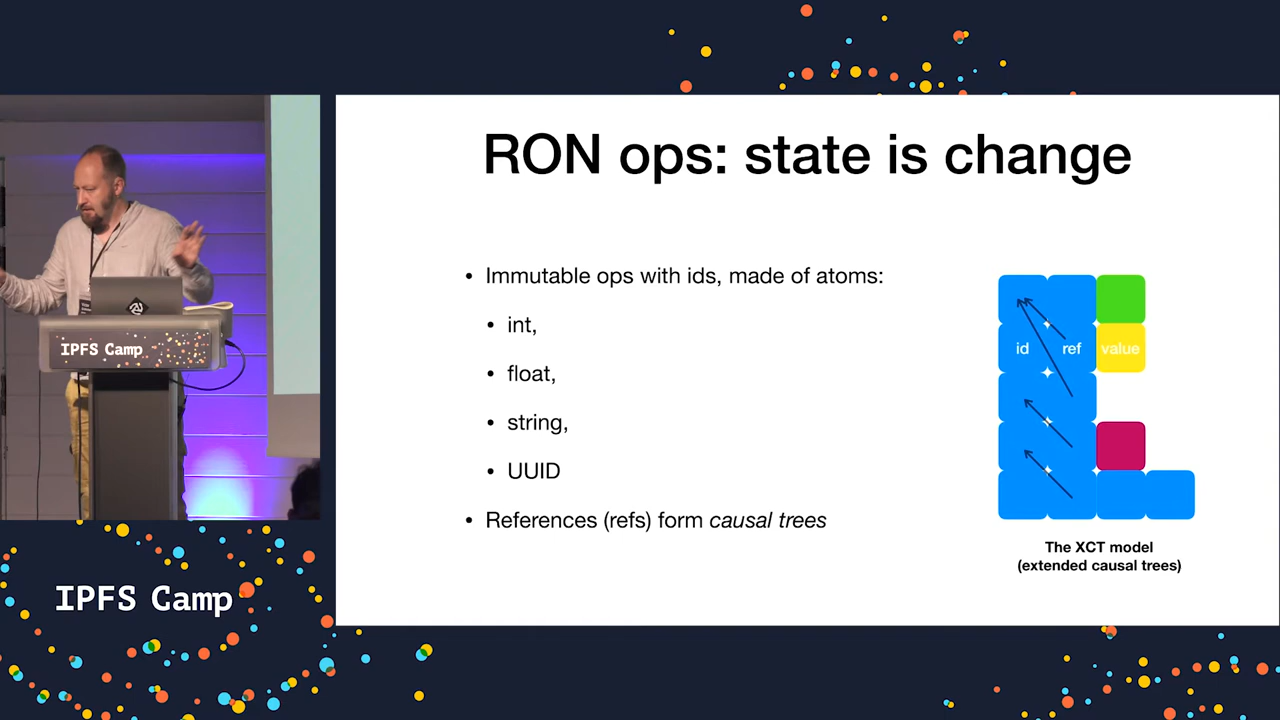 RON ops: state is change
• Immutable ops with ids, made of atoms:
• int,
• float,
• string,
• UUID
• References (refs) form causal trees
id ref value
The XCT model
(extended causal trees)
IPFS Camp
IPFS Camp